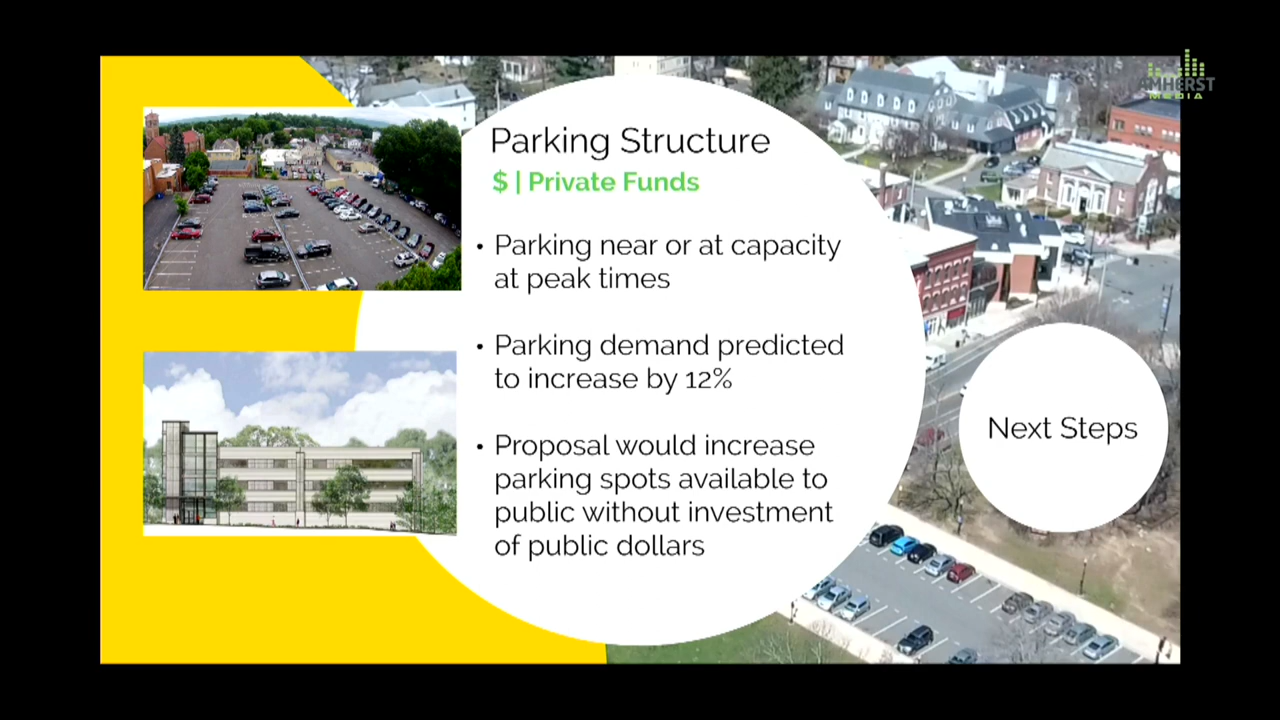 AMHERST
MEDIA
Parking Structure
$ | Private Funds
• Parking near or at capacity
at peak times
• Parking demand predicted
to increase by 12%
• Proposal would increase
parking spots available to
public without investment
of public dollars
Next Steps